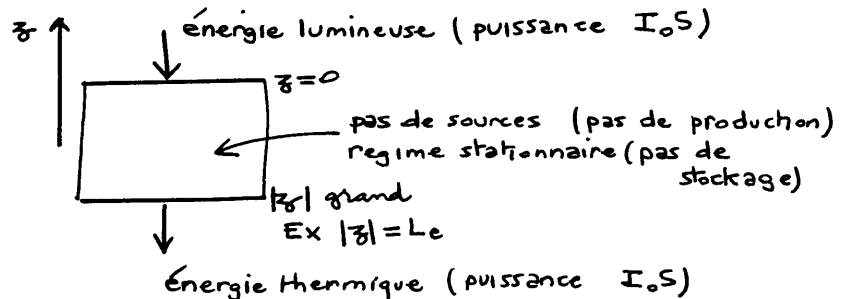 z
énergie lumineuse (puissance I₀S)
z=0
pas de sources (pas de production)
regime stationnaire (pas de
stockage)
|z| grand
Ex |z| = Le
énergie thermique (puissance I₀S)